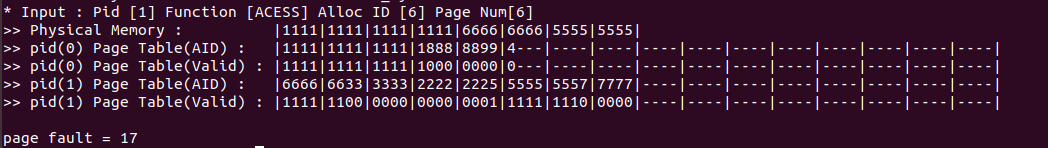 * Input : Pid [1] Function [ACESS] Alloc ID [6] Page Num[6]
>> Physical Memory :           |1111|1111|1111|1111|6666|6666|5555|5555|
>> pid(0) Page Table(AID) :   |1111|1111|1111|1888|8899|4---|----|----|----|----|----|----|----|----|----|----|
>> pid(0) Page Table(Valid) : |1111|1111|1111|1000|0000|0---|----|----|----|----|----|----|----|----|----|----|
>> pid(1) Page Table(AID) :   |6666|6633|3333|2222|2225|5555|5557|7777|----|----|----|----|----|----|----|----|
>> pid(1) Page Table(Valid) : |1111|1100|0000|0000|0001|1111|1110|0000|----|----|----|----|----|----|----|----|
page fault = 17